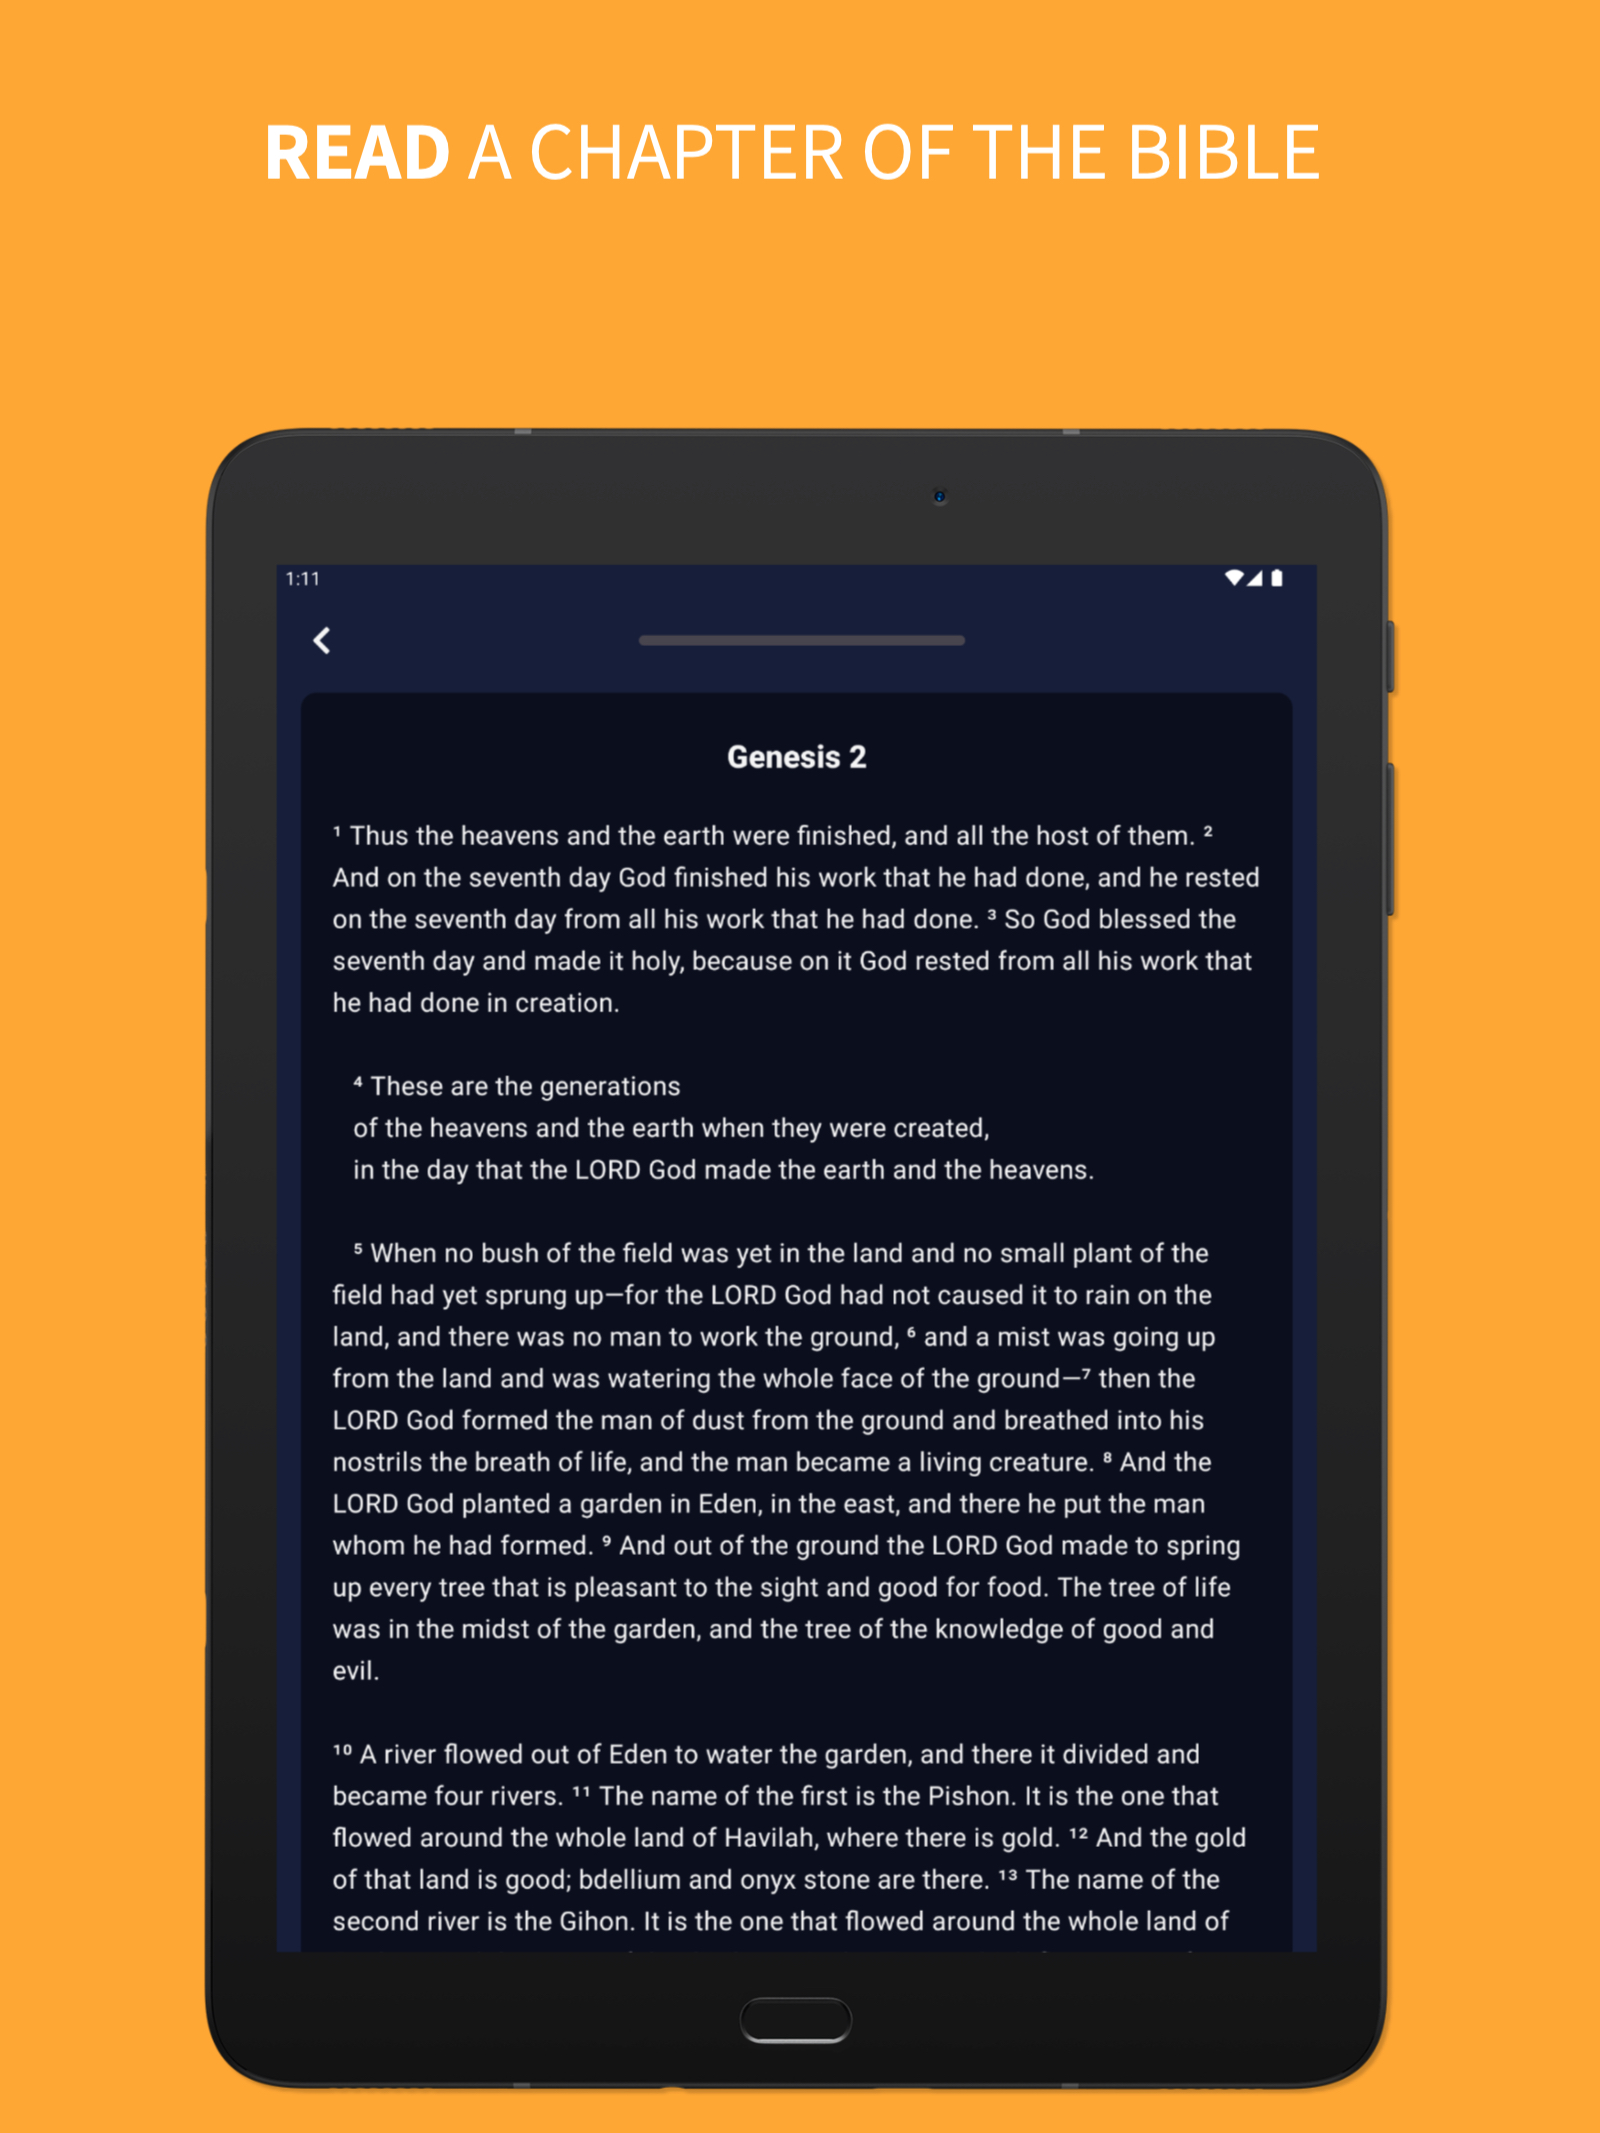 READ A CHAPTER OF THE BIBLE
1:11
Genesis 2
¹ Thus the heavens and the earth were finished, and all the host of them. ²
And on the seventh day God finished his work that he had done, and he rested
on the seventh day from all his work that he had done. ³ So God blessed the
seventh day and made it holy, because on it God rested from all his work that
he had done in creation.
⁴ These are the generations
of the heavens and the earth when they were created,
in the day that the LORD God made the earth and the heavens.
⁵ When no bush of the field was yet in the land and no small plant of the
field had yet sprung up—for the LORD God had not caused it to rain on the
land, and there was no man to work the ground, ⁶ and a mist was going up
from the land and was watering the whole face of the ground—⁷ then the
LORD God formed the man of dust from the ground and breathed into his
nostrils the breath of life, and the man became a living creature. ⁸ And the
LORD God planted a garden in Eden, in the east, and there he put the man
whom he had formed. ⁹ And out of the ground the LORD God made to spring
up every tree that is pleasant to the sight and good for food. The tree of life
was in the midst of the garden, and the tree of the knowledge of good and
evil.
¹⁰ A river flowed out of Eden to water the garden, and there it divided and
became four rivers. ¹¹ The name of the first is the Pishon. It is the one that
flowed around the whole land of Havilah, where there is gold. ¹² And the gold
of that land is good; bdellium and onyx stone are there. ¹³ The name of the
second river is the Gihon. It is the one that flowed around the whole land of